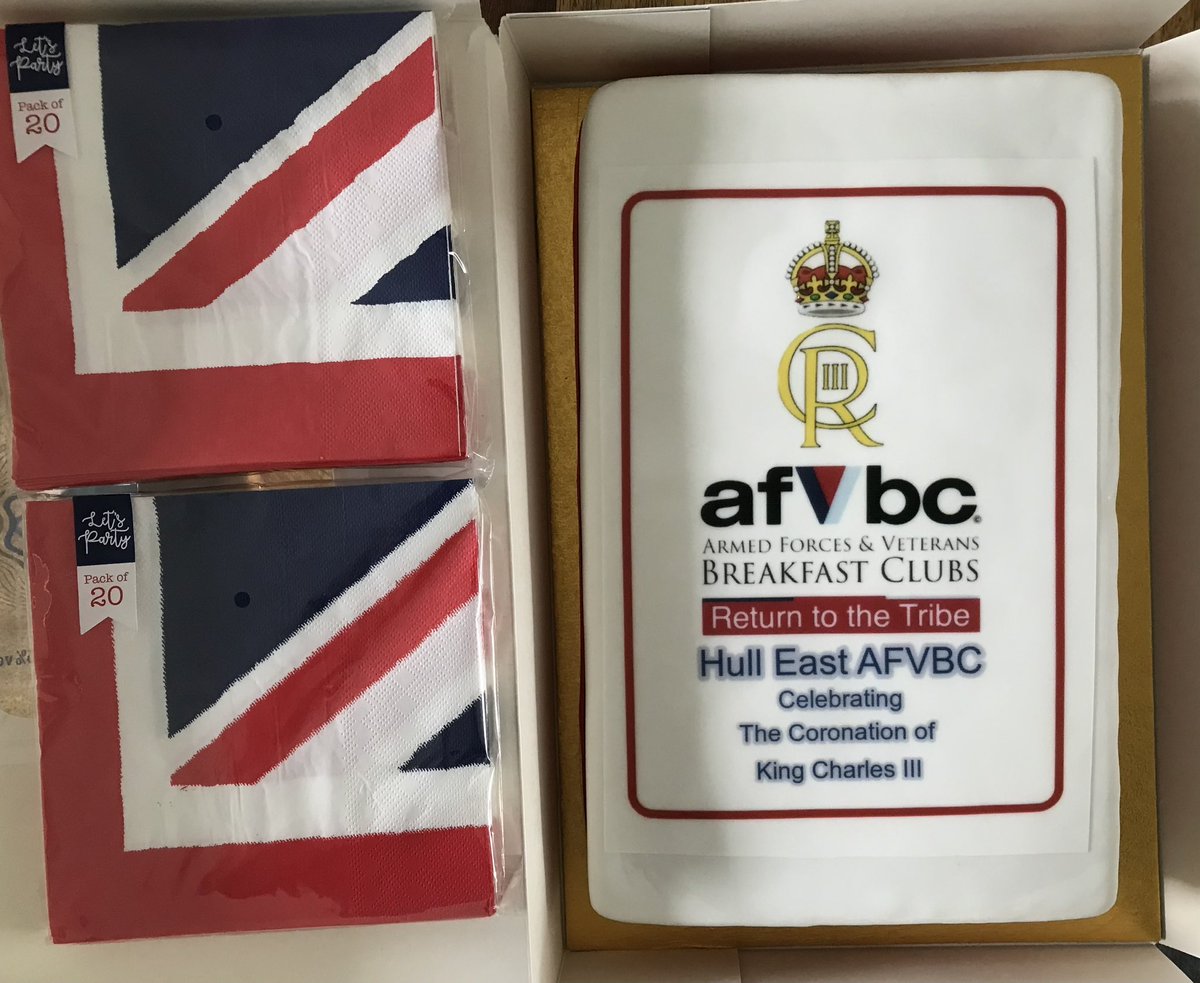 Let's
Party
Pack of
20
Let's
Party
Pack of
20
CR
III
afVbc
©
ARMED FORCES & VETERANS
BREAKFAST CLUBS
Return to the Tribe
Hull East AFVBC
Celebrating
The Coronation of
King Charles III